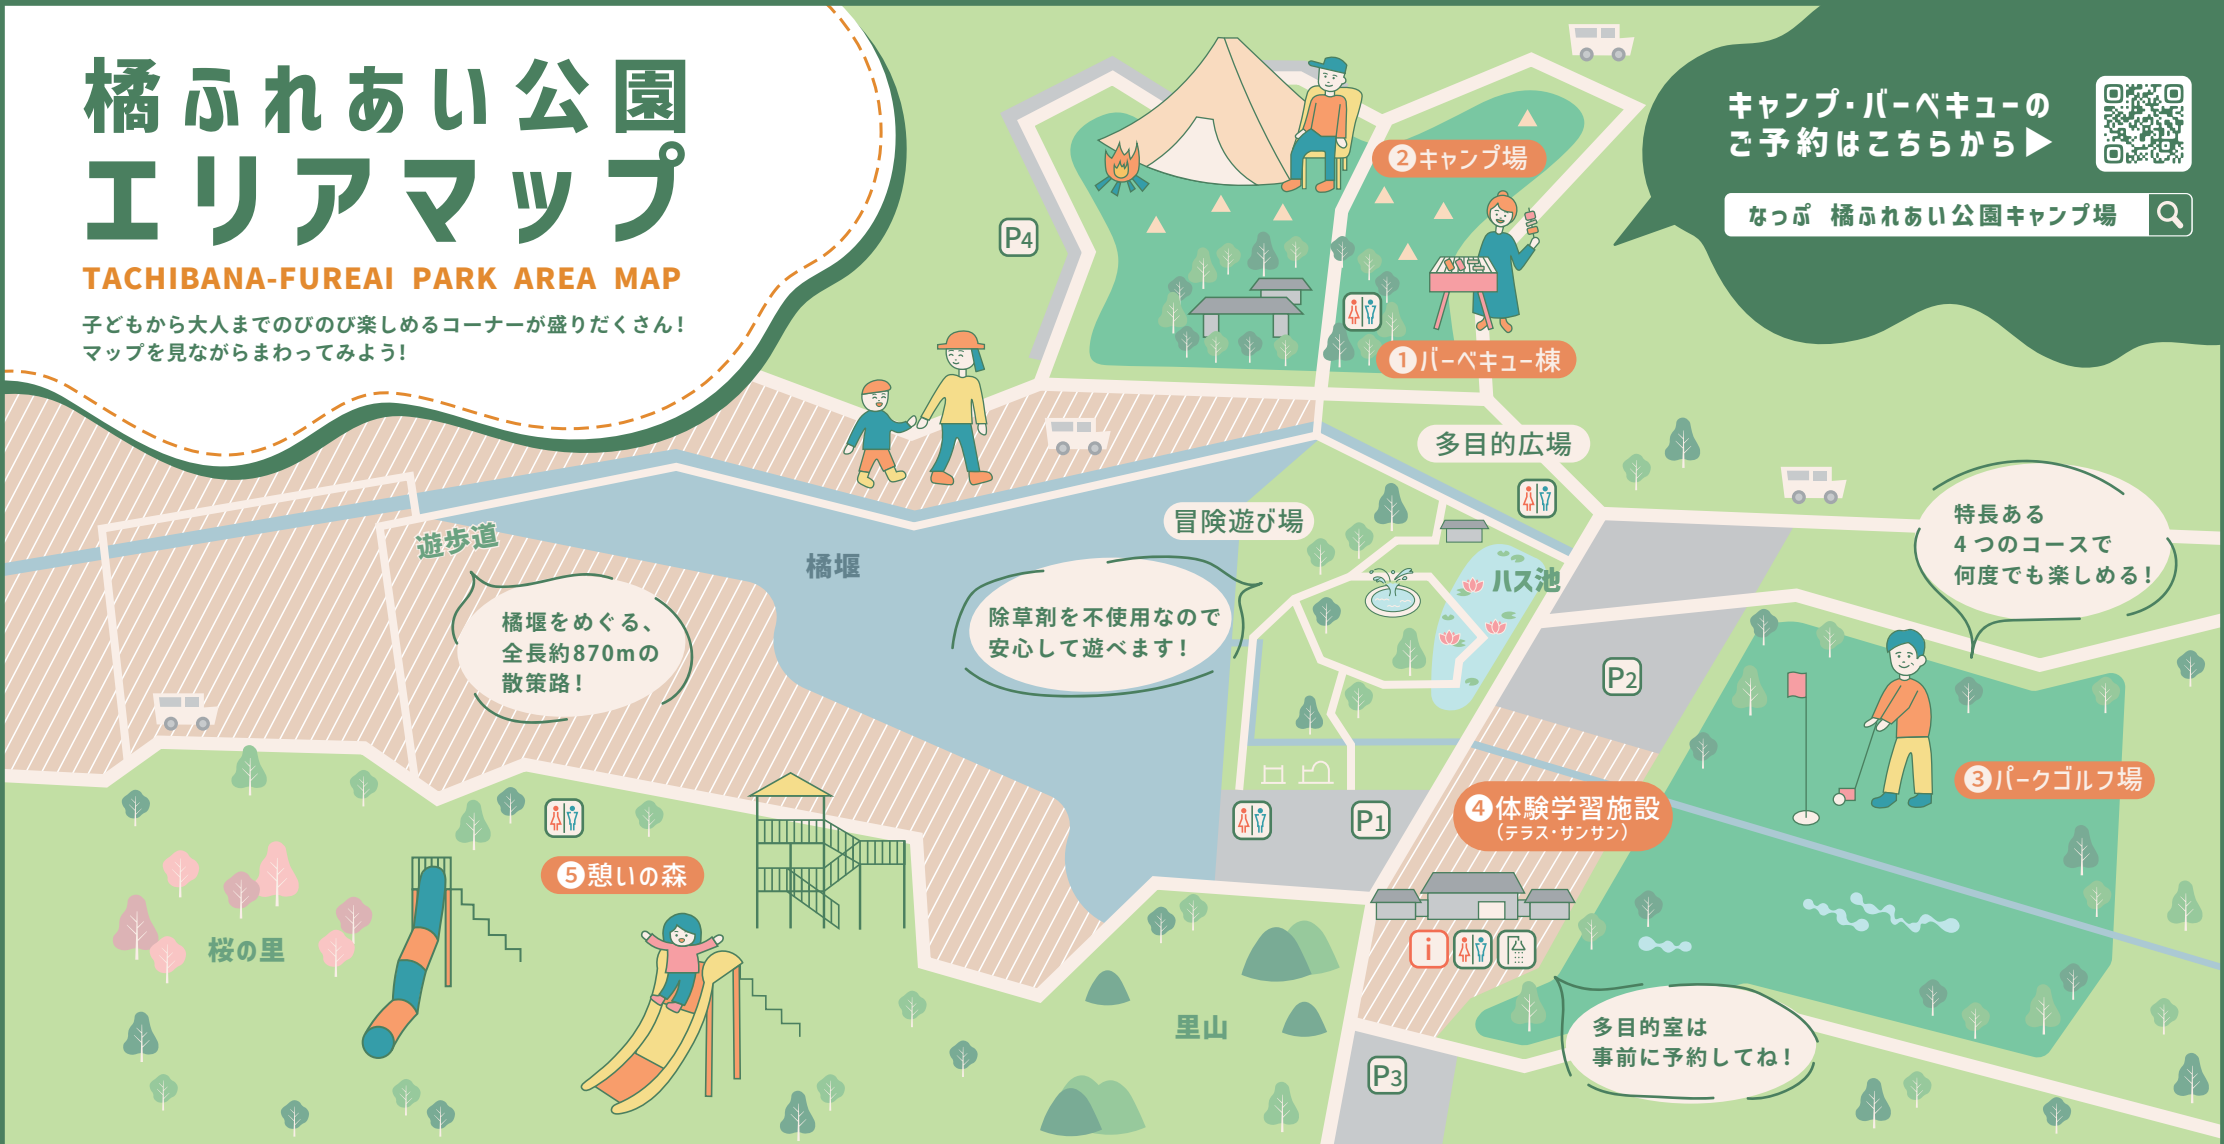 橘ふれあい公園
エリアマップ
TACHIBANA-FUREAI PARK AREA MAP
子どもから大人までのびのび楽しめるコーナーが盛りだくさん!
マップを見ながらまわってみよう!
キャンプ・バーベキューの
ご予約はこちらから▶
なっぷ 橘ふれあい公園キャンプ場
P4
②キャンプ場
①バーベキュー棟
多目的広場
冒険遊び場
遊歩道
橘堰
ハス池
特長ある
4つのコースで
何度でも楽しめる!
橘堰をめぐる、
全長約870mの
散策路!
除草剤を不使用なので
安心して遊べます!
P2
③パークゴルフ場
④体験学習施設
(テラス・サンサン)
P1
⑤憩いの森
桜の里
i
里山
多目的室は
事前に予約してね!
P3